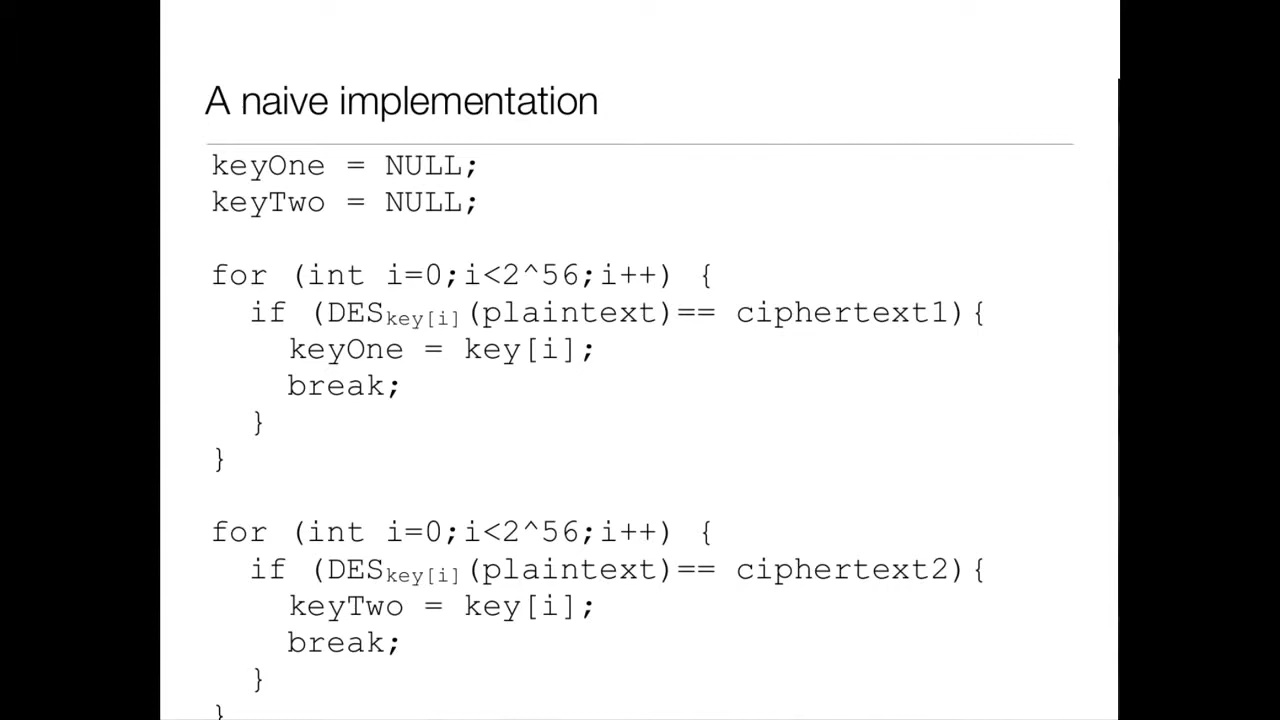 A naive implementation
keyOne = NULL;
keyTwo = NULL;
for (int i=0;i<2^56;i++) {
if (DESkey[i](plaintext)== ciphertext1){
keyOne = key[i];
break;
}
}
for (int i=0;i<2^56;i++) {
if (DESkey[i](plaintext)== ciphertext2){
keyTwo = key[i];
break;
}
}